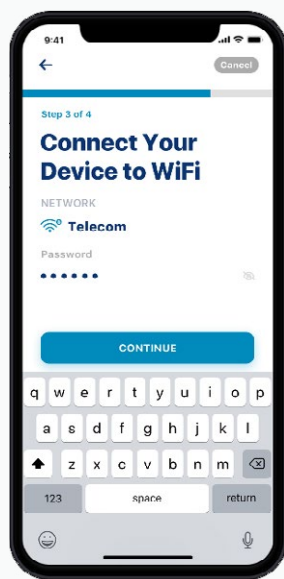 9:41
Cancel
Step 3 of 4
Connect Your
Device to WiFi
NETWORK
Telecom
Password
••••••
CONTINUE
q w e r t y u i o p
a s d f g h j k l
z x c v b n m
123 space return